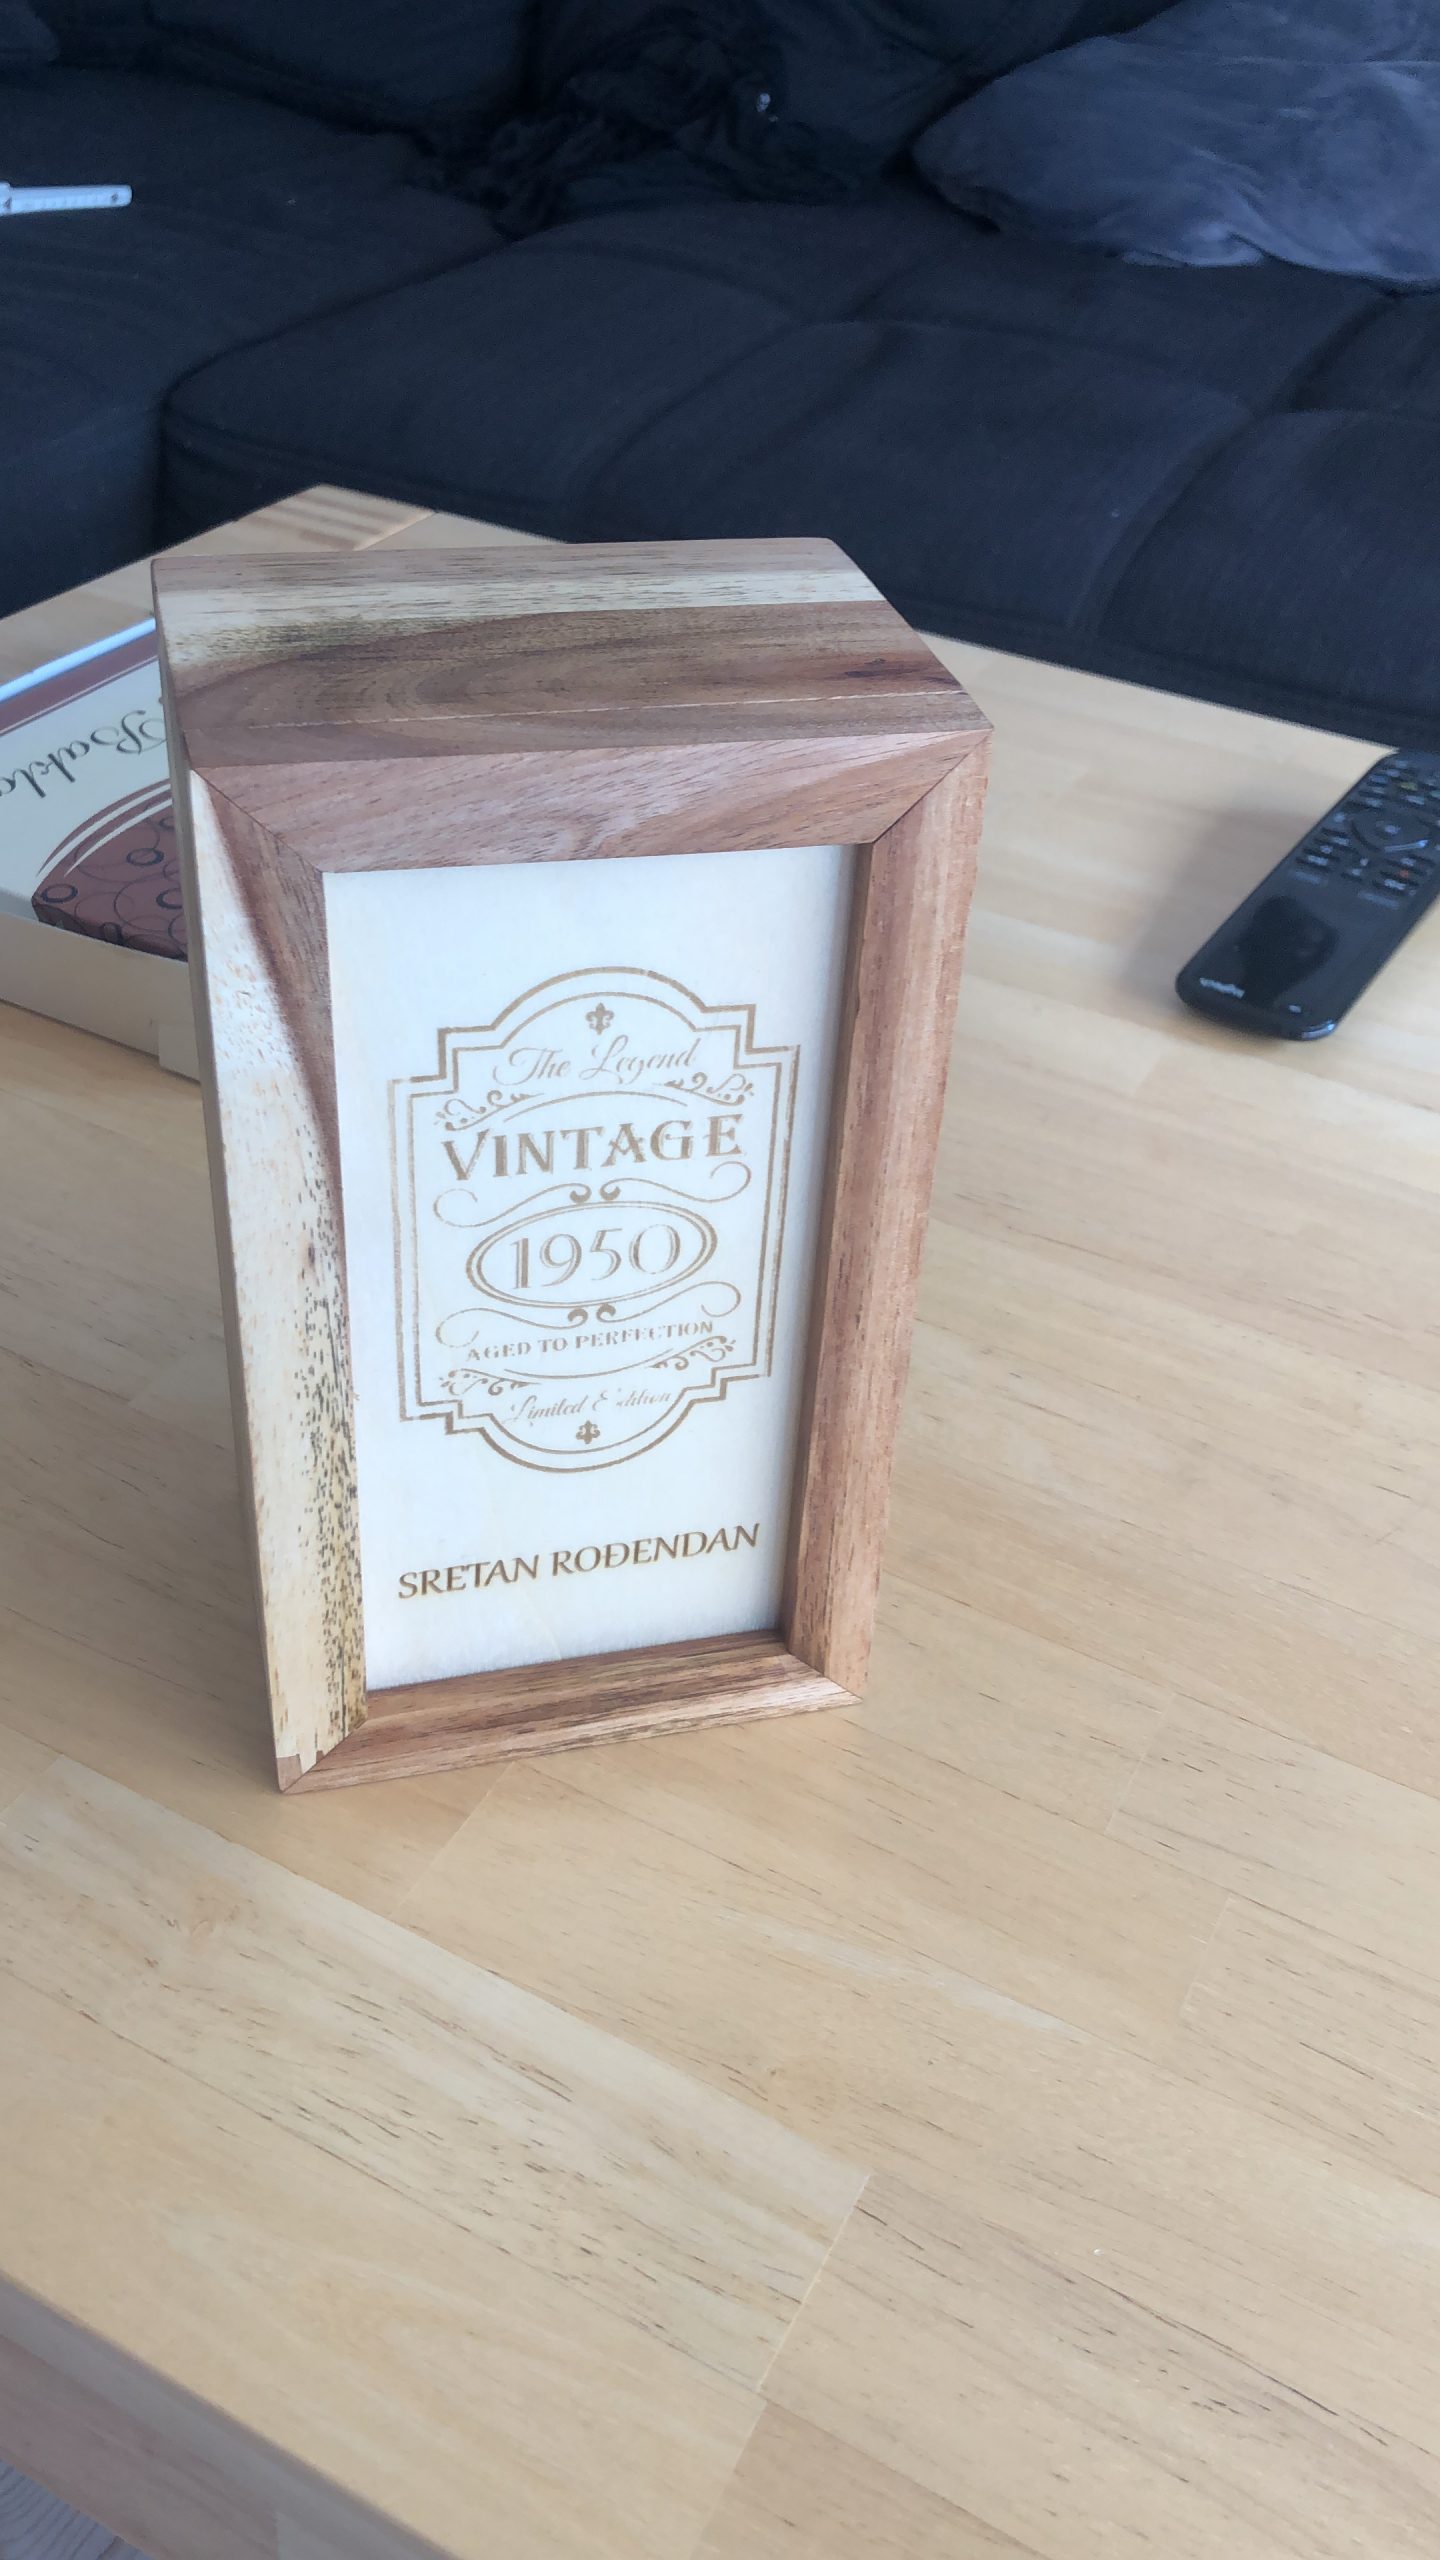 The Legend
VINTAGE
1950
AGED TO PERFECTION
Limited Edition
SRETAN ROĐENDAN